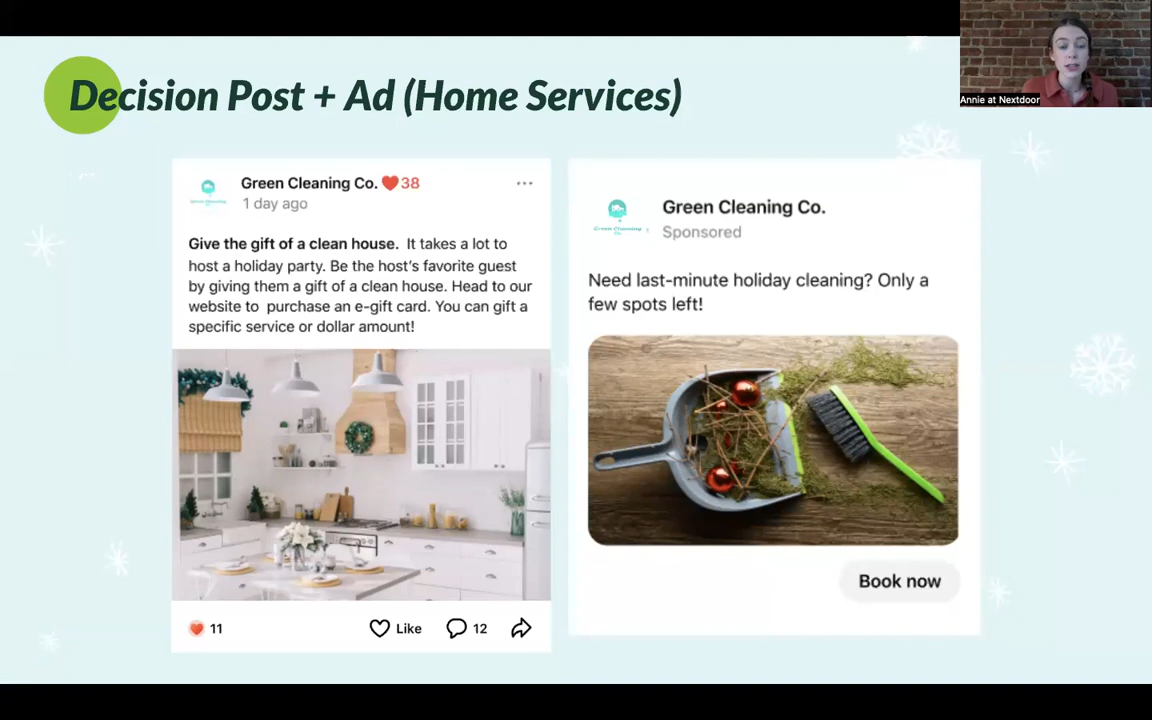 Annie at Nextdoor
Decision Post + Ad (Home Services)
Green Cleaning Co. ❤️38
1 day ago
Give the gift of a clean house. It takes a lot to
host a holiday party. Be the host's favorite guest
by giving them a gift of a clean house. Head to our
website to purchase an e-gift card. You can gift a
specific service or dollar amount!
11
Like
12
Green Cleaning Co.
Green Cleaning Co.
Sponsored
Need last-minute holiday cleaning? Only a
few spots left!
Book now